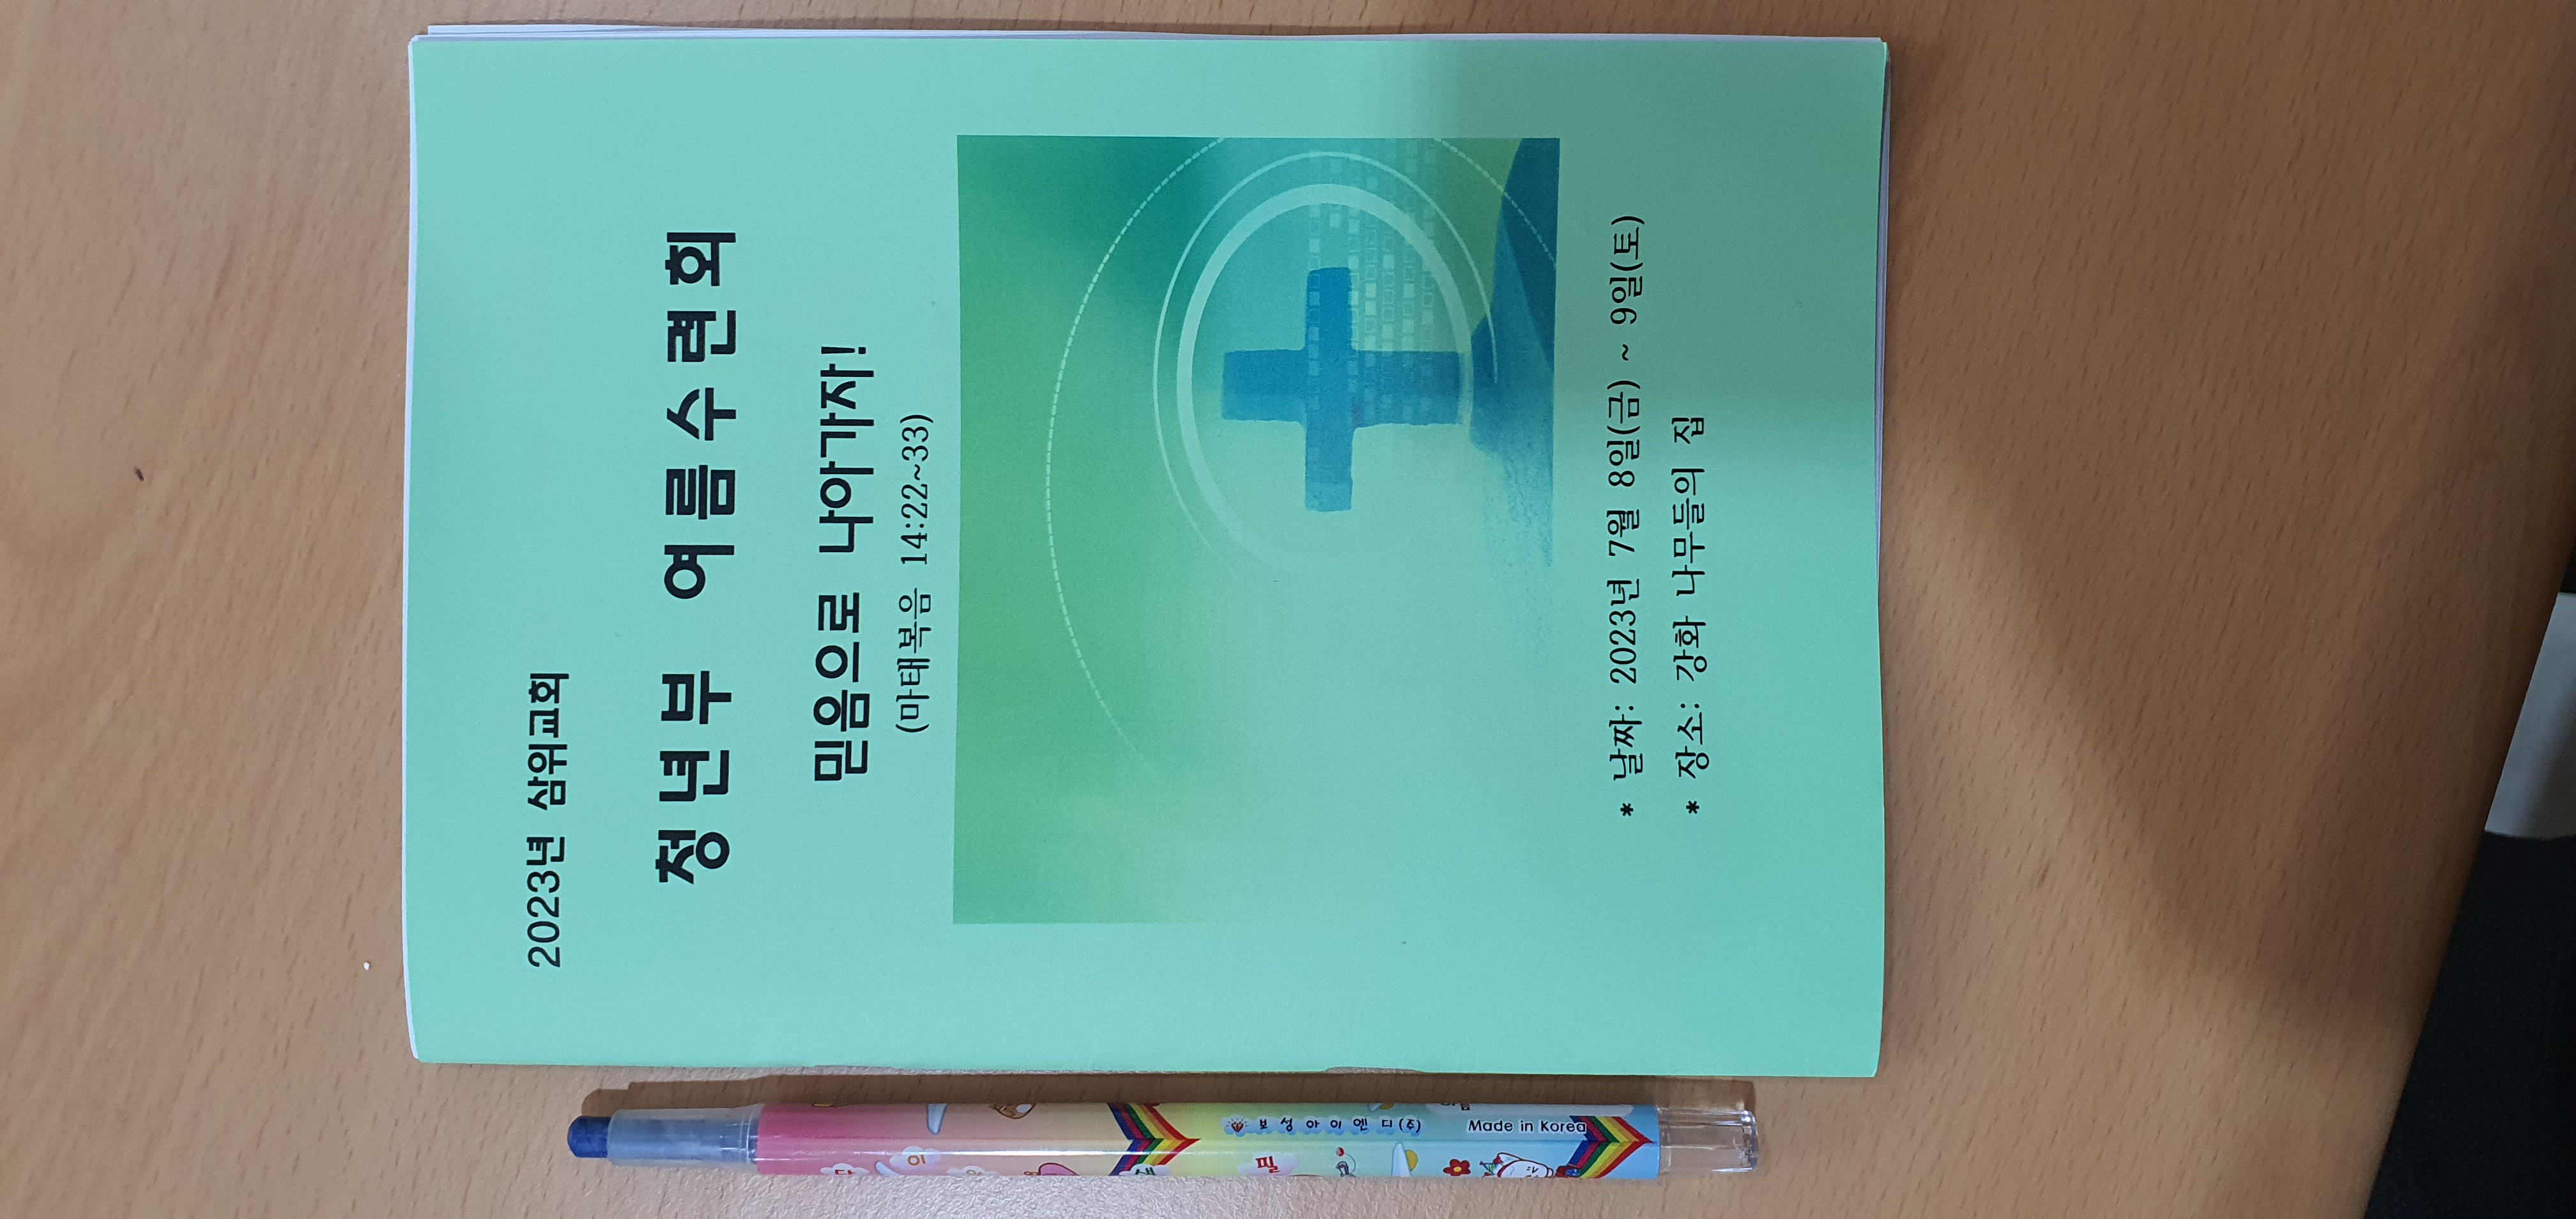 2023년 삼위교회
청년부 여름수련회
믿음으로 나아가자!
(마태복음 14:22~33)
* 날짜: 2023년 7월 8일(금) ~ 9일(토)
* 장소: 강화 나무들의 집
보성아이엔디(주)
Made in Korea
색
필